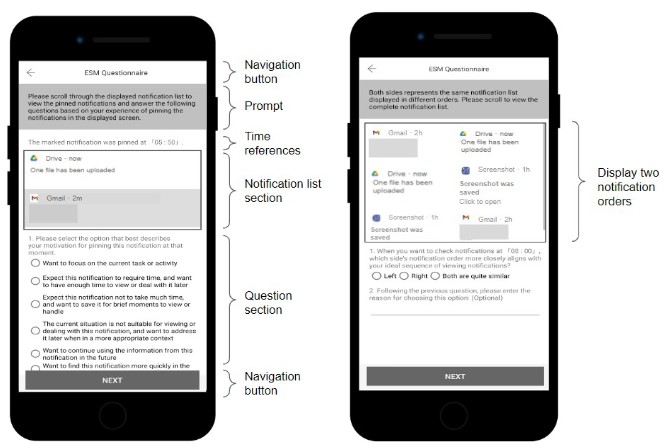 ESM Questionnaire
Please scroll through the displayed notification list to
view the pinned notifications and answer the following
questions based on your experience of pinning the
notifications in the displayed screen.
The marked notification was pinned at 「05:50」.
Drive · now
One file has been uploaded
Gmail · 2m
1. Please select the option that best describes
your motivation for pinning this notification at that
moment.
Want to focus on the current task or activity
Expect this notification to require time, and want
to have enough time to view or deal with it later
Expect this notification not to take much time,
and want to save it for brief moments to view or
handle
The current situation is not suitable for viewing or
dealing with this notification, and want to address
it later when in a more appropriate context
Want to continue using the information from this
notification in the future
Want to find this notification more quickly in the
NEXT
Navigation
button
Prompt
Time
references
Notification list
section
Question
section
Navigation
button
ESM Questionnaire
Both sides represents the same notification list
displayed in different orders. Please scroll to view the
complete notification list.
Gmail · 2h
Drive · now
One file has been
uploaded
Drive · now
One file has been
uploaded
Screenshot · 1h
Screenshot was
saved
Click to open
Screenshot · 1h
Screenshot was
saved
Gmail · 2h
1. When you want to check notifications at 「08:00」,
which side's notification order more closely aligns with
your ideal sequence of viewing notifications?
Left Right Both are quite similar
2. Following the previous question, please enter the
reason for choosing this option. (Optional)
NEXT
Display two
notification
orders